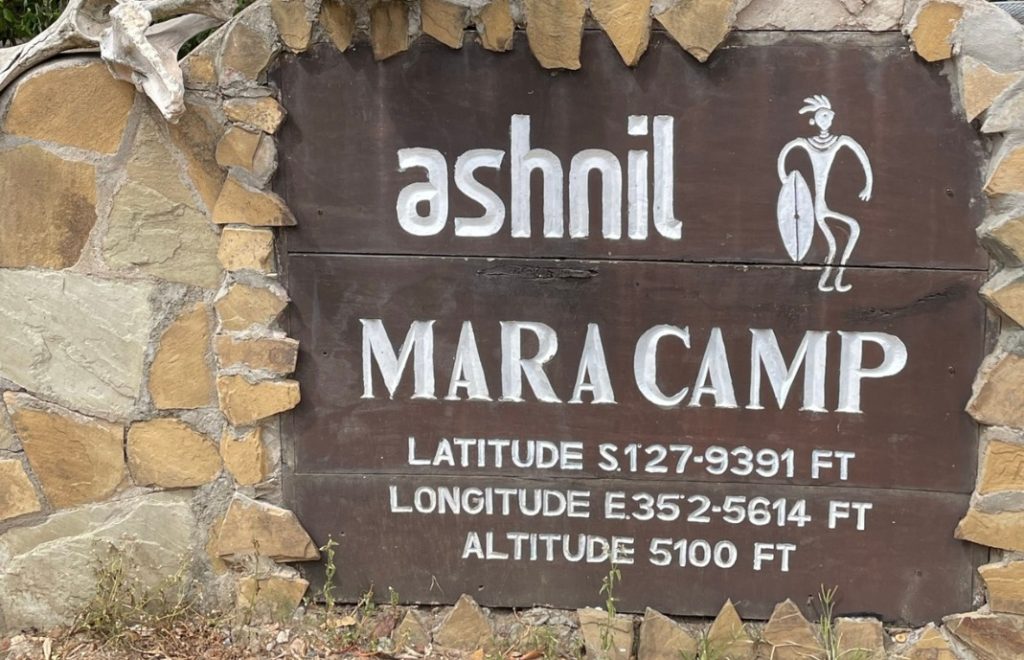 ashnil
MARA CAMP
LATITUDE S.127-9391 FT
LONGITUDE E.352-5614 FT
ALTITUDE 5100 FT